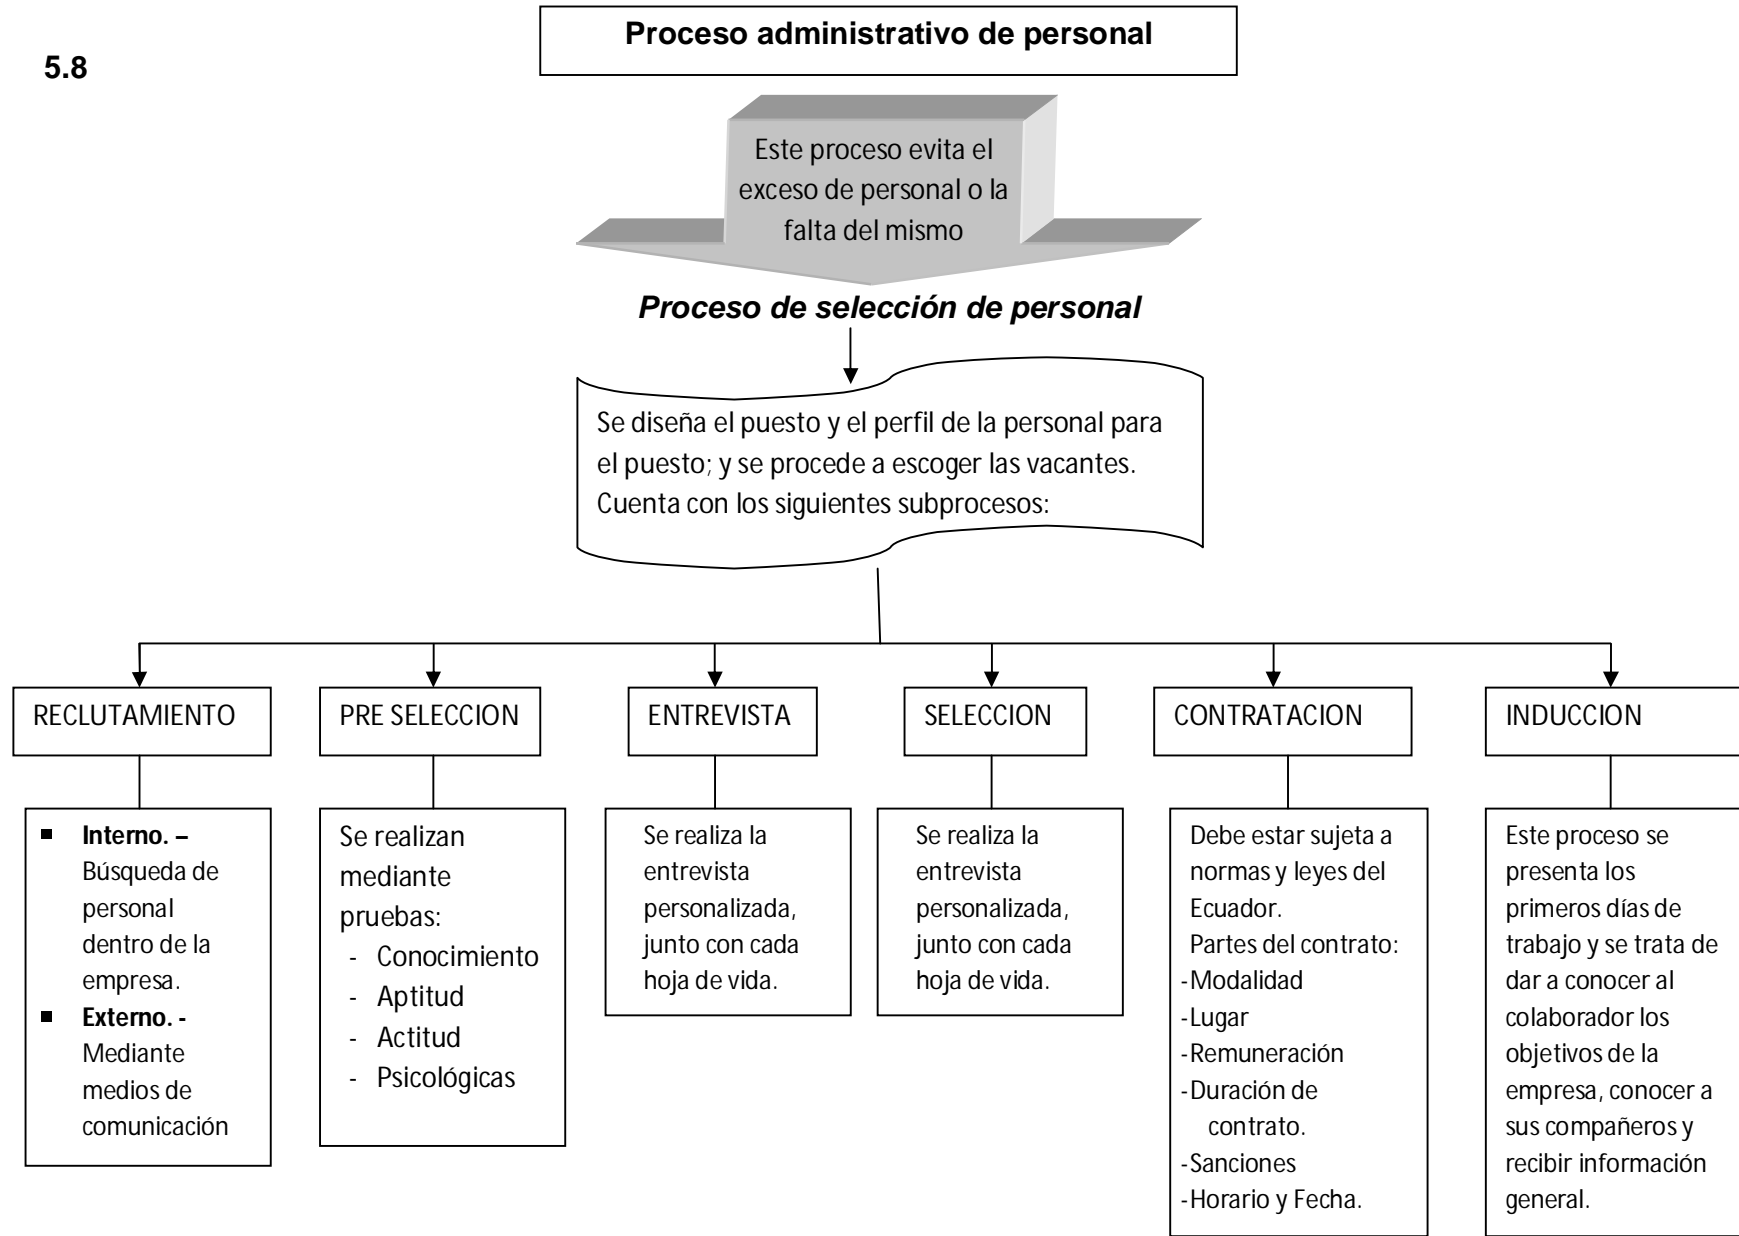 Proceso administrativo de personal
5.8
Este proceso evita el
exceso de personal o la
falta del mismo
Proceso de selección de personal
Se diseña el puesto y el perfil de la personal para
el puesto; y se procede a escoger las vacantes.
Cuenta con los siguientes subprocesos:
RECLUTAMIENTO
PRE SELECCION
ENTREVISTA
SELECCION
CONTRATACION
INDUCCION
▪ Interno. –
Búsqueda de
personal
dentro de la
empresa.
▪ Externo. -
Mediante
medios de
comunicación
Se realizan
mediante
pruebas:
- Conocimiento
- Aptitud
- Actitud
- Psicológicas
Se realiza la
entrevista
personalizada,
junto con cada
hoja de vida.
Se realiza la
entrevista
personalizada,
junto con cada
hoja de vida.
Debe estar sujeta a
normas y leyes del
Ecuador.
Partes del contrato:
-Modalidad
-Lugar
-Remuneración
-Duración de
contrato.
-Sanciones
-Horario y Fecha.
Este proceso se
presenta los
primeros días de
trabajo y se trata de
dar a conocer al
colaborador los
objetivos de la
empresa, conocer a
sus compañeros y
recibir información
general.